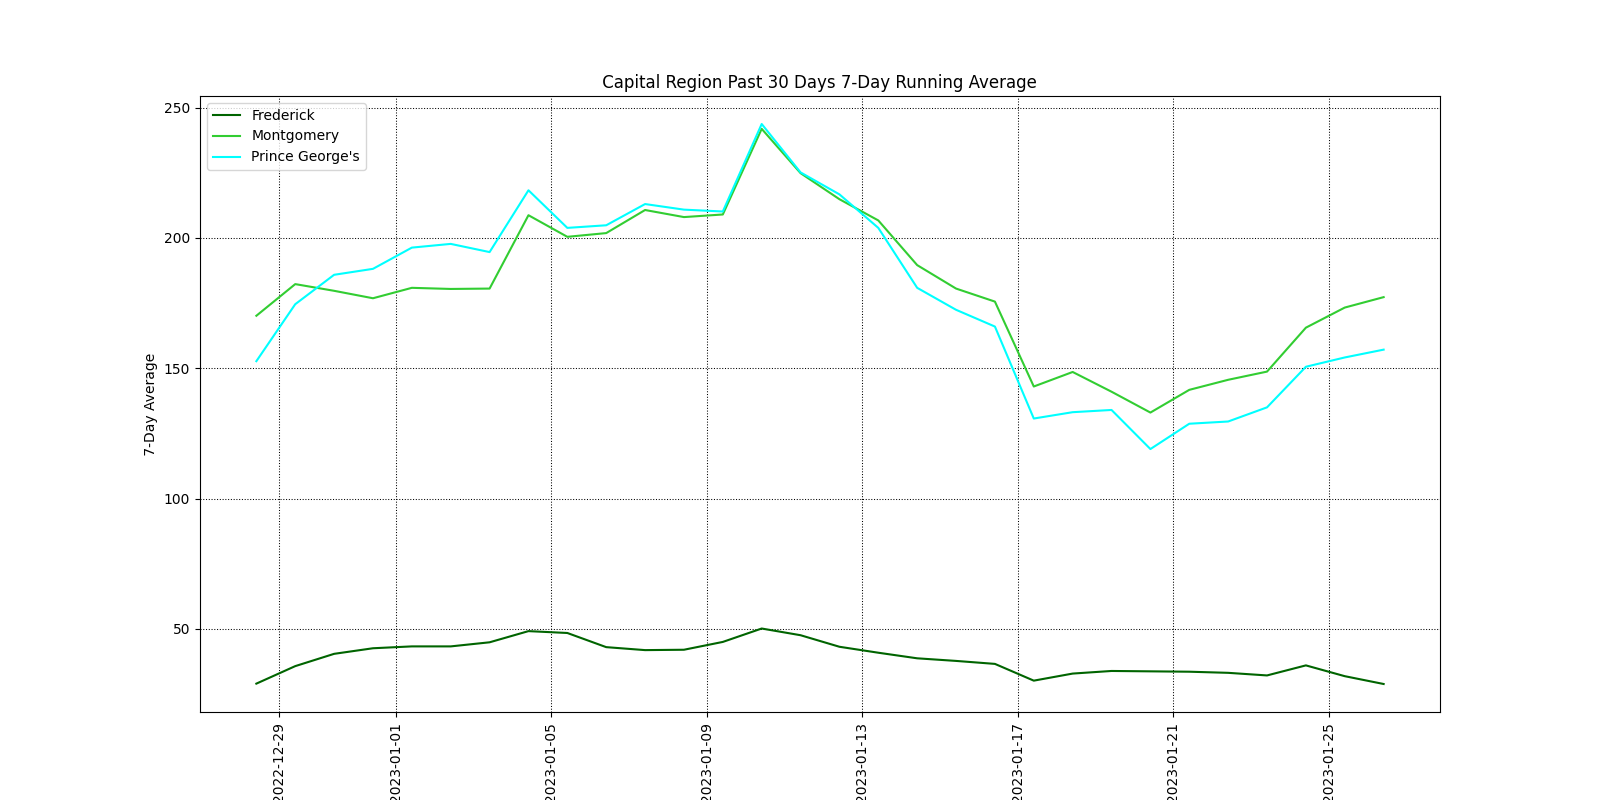 Capital Region Past 30 Days 7-Day Running Average
Frederick
Montgomery
Prince George's
250
200
150
100
50
7-Day Average
2022-12-29
2023-01-01
2023-01-05
2023-01-09
2023-01-13
2023-01-17
2023-01-21
2023-01-25